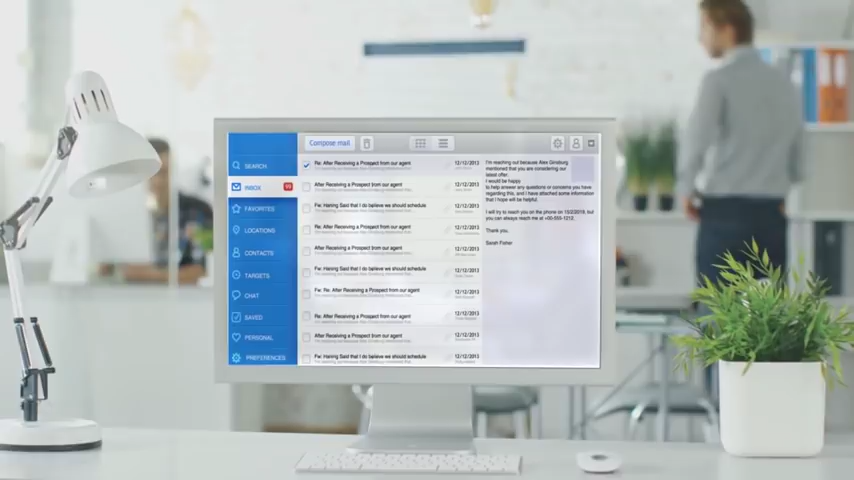 Compose mail
SEARCH
INBOX
FAVORITES
LOCATIONS
CONTACTS
TARGETS
CHAT
SAVED
PERSONAL
PREFERENCES
Re: After Receiving a Prospect from our agent
12/12/2013
After Receiving a Prospect from our agent
12/12/2013
Fw: Haining Said that I do believe we should schedule
12/12/2013
Re: After Receiving a Prospect from our agent
12/12/2013
After Receiving a Prospect from our agent
12/12/2013
Fw: Haining Said that I do believe we should schedule
12/12/2013
Fw: Re: After Receiving a Prospect from our agent
12/12/2013
Re: After Receiving a Prospect from our agent
12/12/2013
After Receiving a Prospect from our agent
12/12/2013
Fw: Haining Said that I do believe we should schedule
12/12/2013
I'm reaching out because Alex Ginsburg
mentioned that you are considering our
latest offer.
I would be happy
to help answer any questions or concerns you have
regarding this, and I have attached some information
that I hope will be helpful.
I will try to reach you on the phone on 15/2/2019, but
you can always reach me at +00-555-1212.
Thank you,
Sarah Fisher